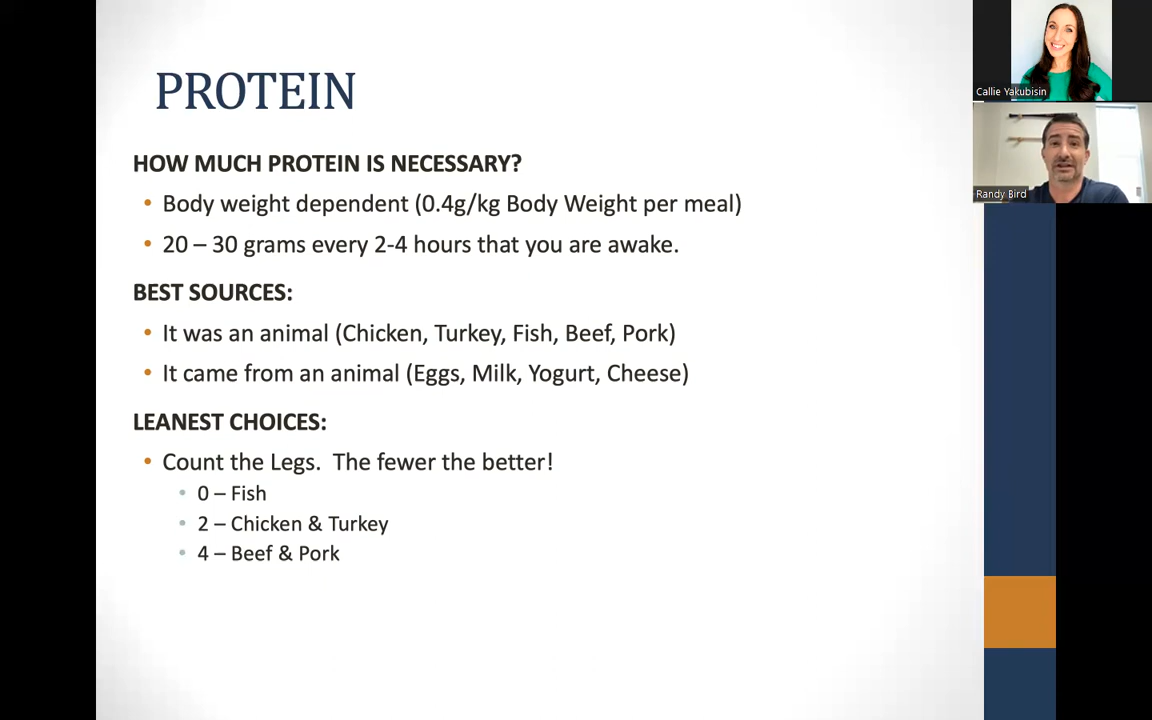 PROTEIN
HOW MUCH PROTEIN IS NECESSARY?
• Body weight dependent (0.4g/kg Body Weight per meal)
• 20 – 30 grams every 2-4 hours that you are awake.
BEST SOURCES:
• It was an animal (Chicken, Turkey, Fish, Beef, Pork)
• It came from an animal (Eggs, Milk, Yogurt, Cheese)
LEANEST CHOICES:
• Count the Legs.  The fewer the better!
• 0 – Fish
• 2 – Chicken & Turkey
• 4 – Beef & Pork
Callie Yakubisin
Randy Bird